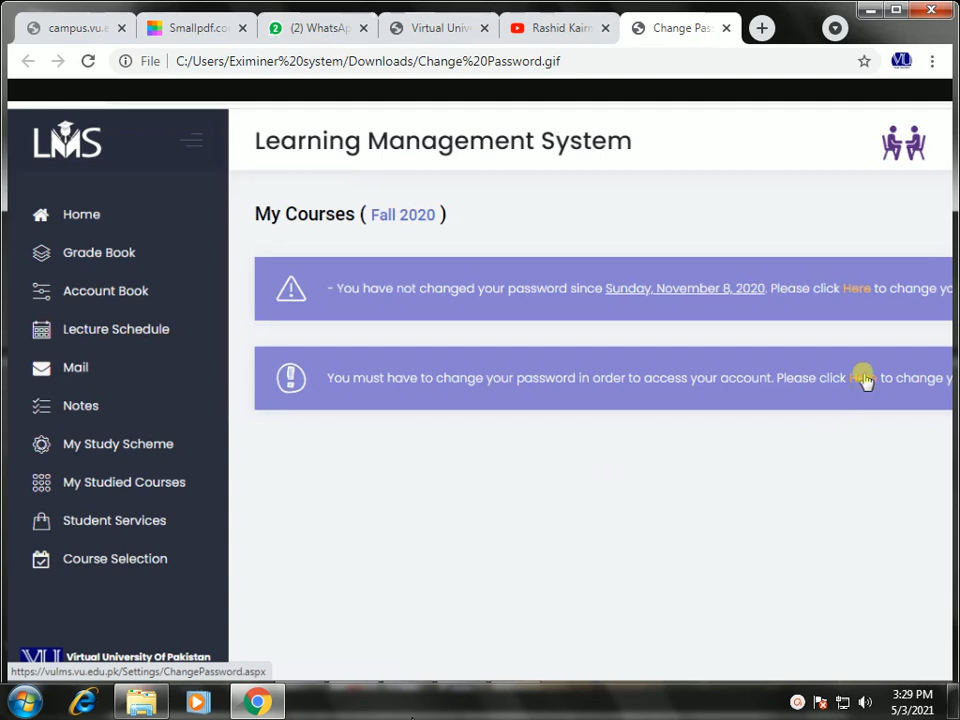 campus.vu.e
Smallpdf.co
(2) WhatsAp
Virtual Univ
Rashid Kaim
Change Pas
File
C:/Users/Eximiner%20system/Downloads/Change%20Password.gif
VU
LMS
Learning Management System
My Courses ( Fall 2020 )
Home
Grade Book
Account Book
Lecture Schedule
Mail
Notes
My Study Scheme
My Studied Courses
Student Services
Course Selection
- You have not changed your password since Sunday, November 8, 2020. Please click Here to change yo
You must have to change your password in order to access your account. Please click Here to change y
VU
Virtual University Of Pakistan
https://vulms.vu.edu.pk/Settings/ChangePassword.aspx
3:29 PM
5/3/2021